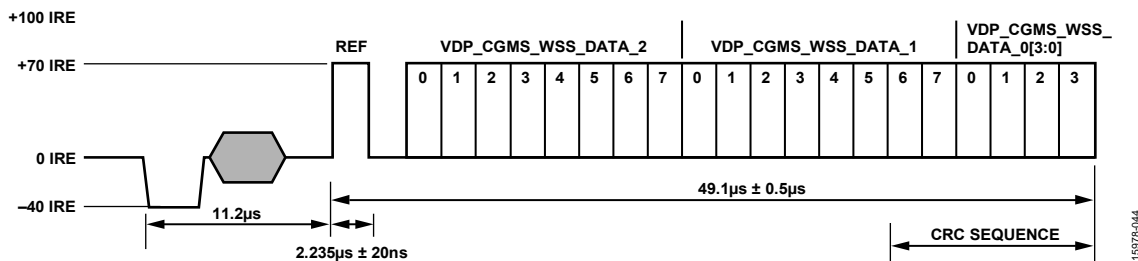 +100 IRE
REF
VDP_CGMS_WSS_DATA_2
VDP_CGMS_WSS_DATA_1
VDP_CGMS_WSS_
DATA_0[3:0]
+70 IRE
0 1 2 3 4 5 6 7 0 1 2 3 4 5 6 7 0 1 2 3
0 IRE
–40 IRE
49.1µs ± 0.5µs
11.2µs
2.235µs ± 20ns
CRC SEQUENCE
15978-044